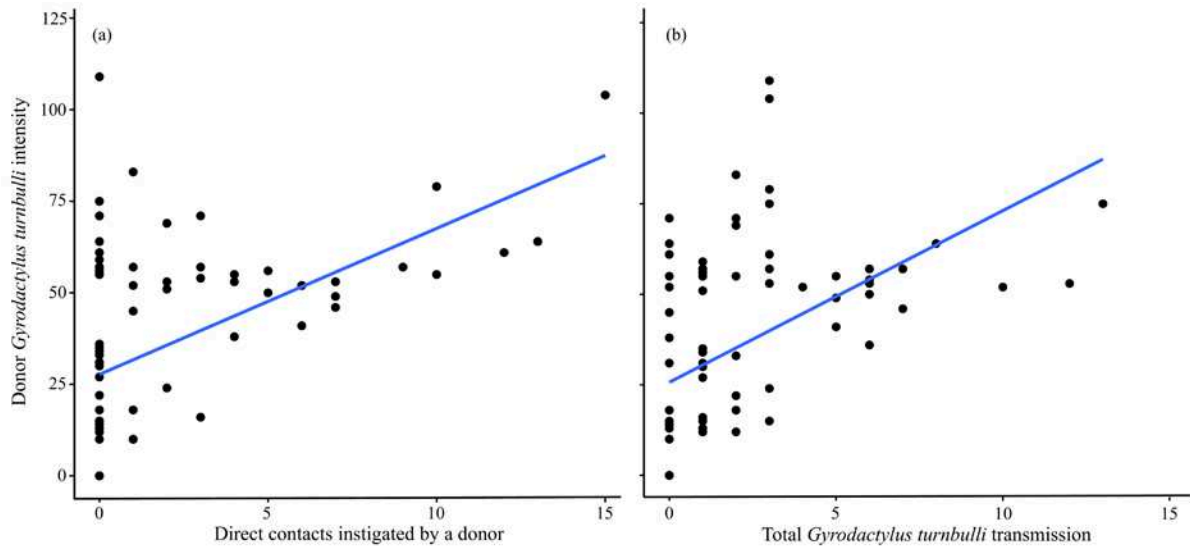 125
(a)
(b)
100
75
50
25
0
Donor Gyrodactylus turnbulli intensity
0 5 10 15
0 5 10 15
Direct contacts instigated by a donor
Total Gyrodactylus turnbulli transmission